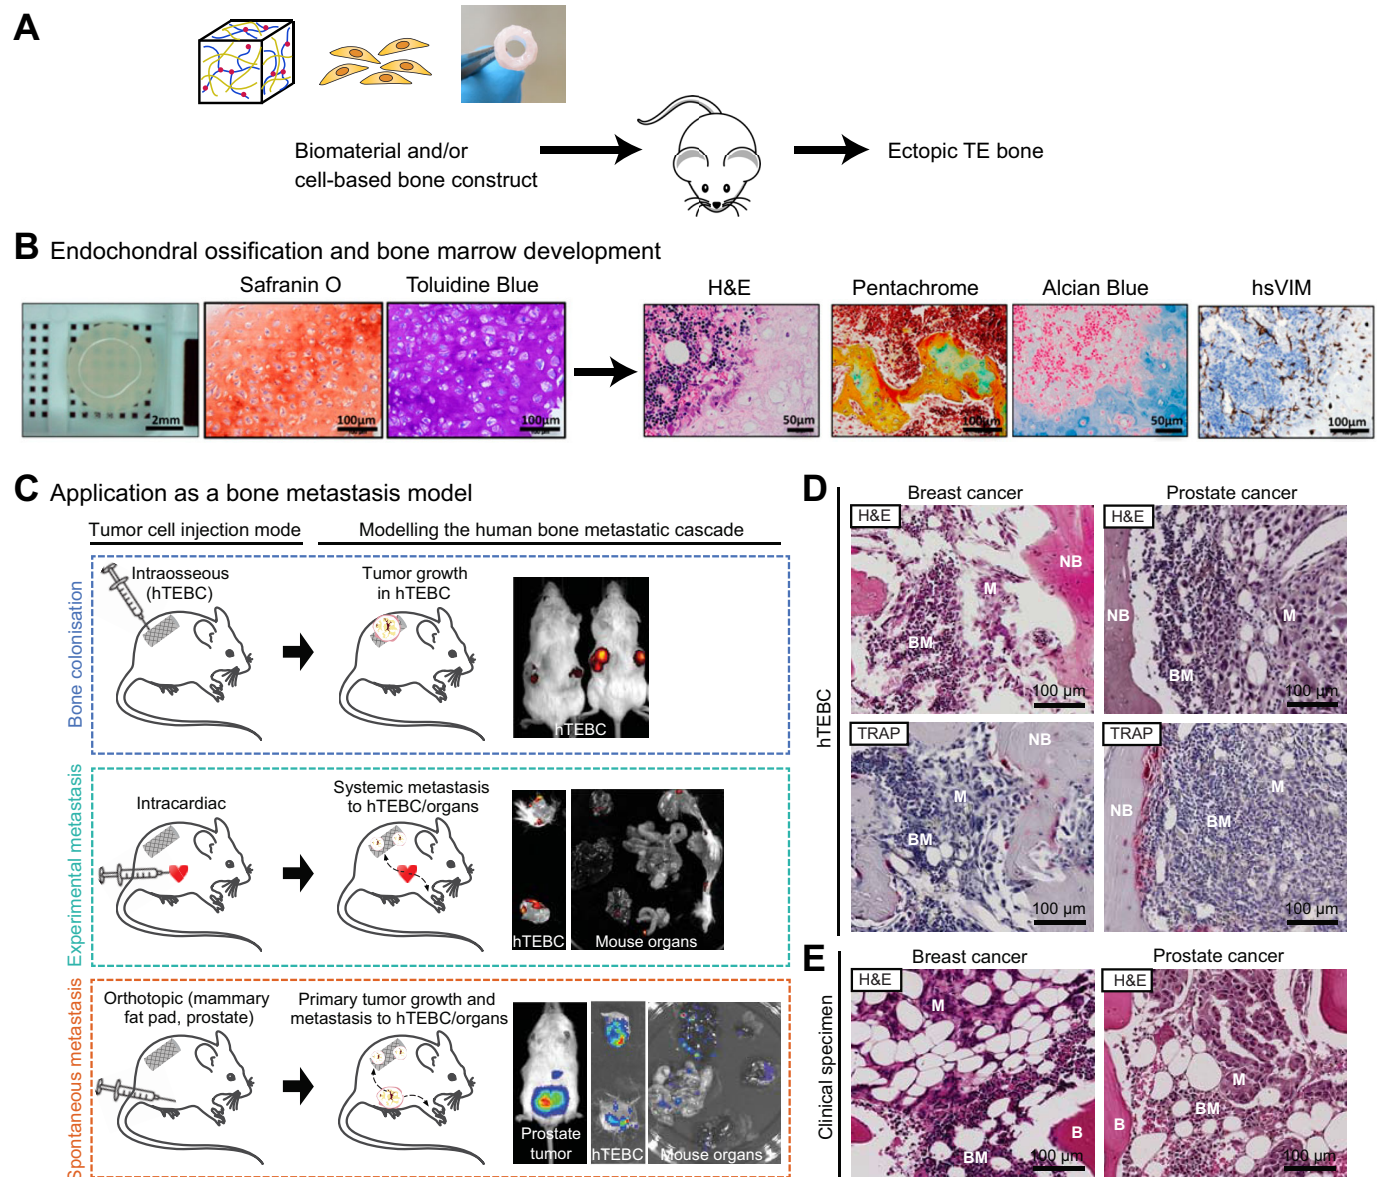 A
Biomaterial and/or
cell-based bone construct
Ectopic TE bone
B Endochondral ossification and bone marrow development
Safranin O
Toluidine Blue
H&E
Pentachrome
Alcian Blue
hsVIM
2mm
100µm
100µm
50µm
100µm
50µm
100µm
C Application as a bone metastasis model
Tumor cell injection mode
Modelling the human bone metastatic cascade
Bone colonisation
Intraosseous
(hTEBC)
Tumor growth
in hTEBC
hTEBC
Experimental metastasis
Intracardiac
Systemic metastasis
to hTEBC/organs
hTEBC
Mouse organs
Spontaneous metastasis
Orthotopic (mammary
fat pad, prostate)
Primary tumor growth and
metastasis to hTEBC/organs
Prostate
tumor
hTEBC
Mouse organs
D
Breast cancer
Prostate cancer
hTEBC
H&E
NB
M
BM
100 µm
H&E
NB
M
BM
100 µm
TRAP
NB
M
BM
100 µm
TRAP
NB
M
BM
100 µm
E
Breast cancer
Prostate cancer
Clinical specimen
H&E
M
B
BM
100 µm
H&E
M
BM
B
100 µm